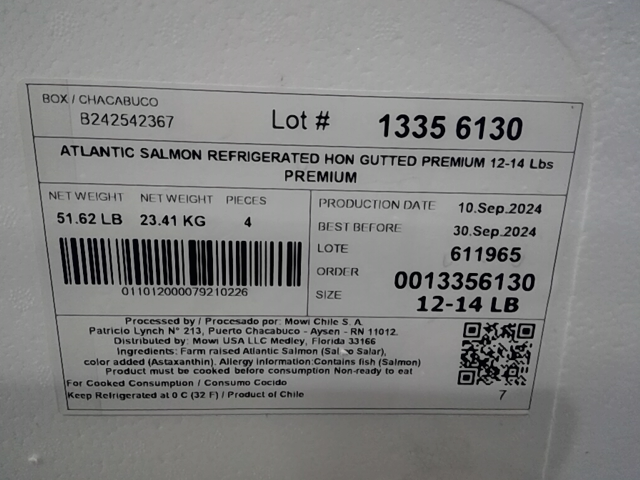 BOX / CHACABUCO
B242542367
Lot # 1335 6130
ATLANTIC SALMON REFRIGERATED HON GUTTED PREMIUM 12-14 Lbs
PREMIUM
NET WEIGHT NET WEIGHT PIECES
51.62 LB 23.41 KG 4
011012000079210226
PRODUCTION DATE 10.Sep.2024
BEST BEFORE 30.Sep.2024
LOTE 611965
ORDER 0013356130
SIZE 12-14 LB
Processed by / Procesado por: Mowi Chile S. A
Patricio Lynch N° 213, Puerto Chacabuco - Aysen - RN 11012.
Distributed by: Mowi USA LLC Medley, Florida 33166
Ingredients: Farm raised Atlantic Salmon (Salmo Salar),
color added (Astaxanthin). Allergy information:Contains fish (Salmon)
Product must be cooked before consumption Non-ready to eat
For Cooked Consumption / Consumo Cocido
Keep Refrigerated at 0 C (32 F) / Product of Chile
7